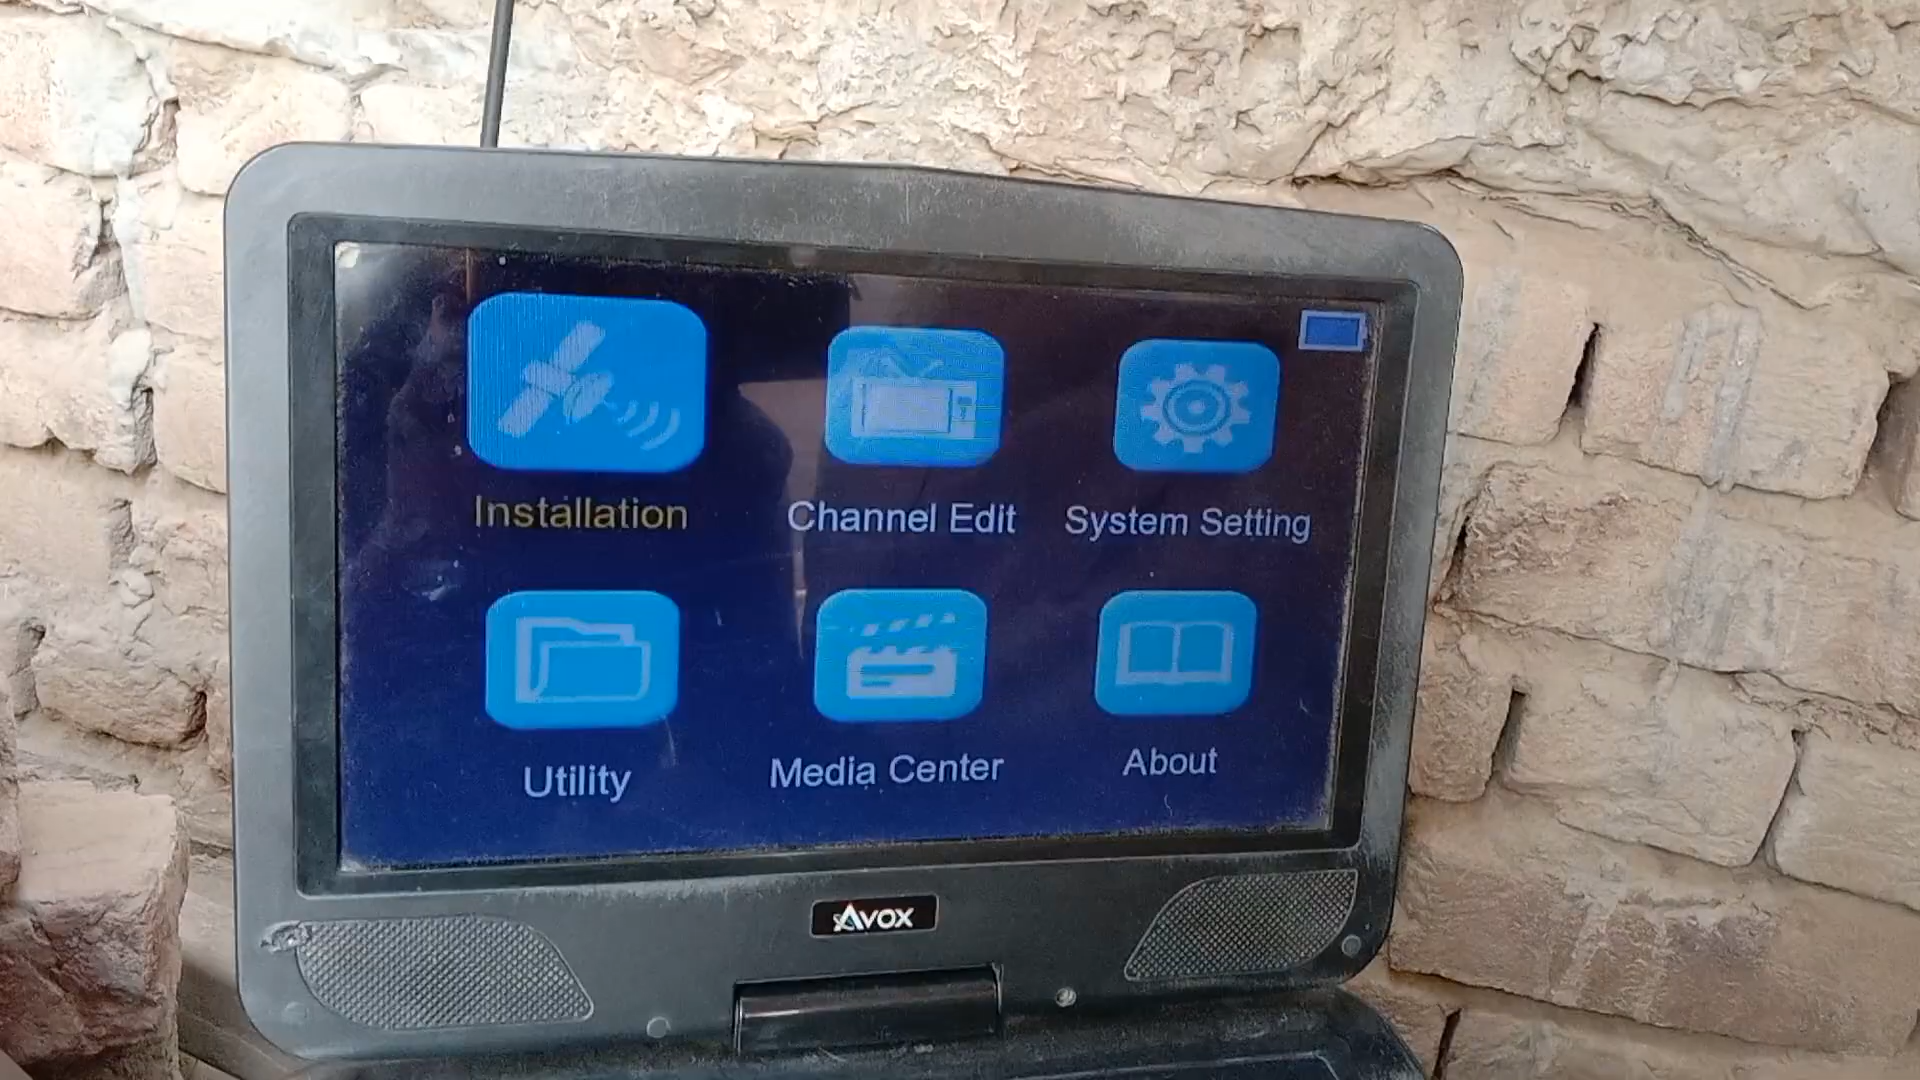 Installation
Channel Edit
System Setting
Utility
Media Center
About
AVOX